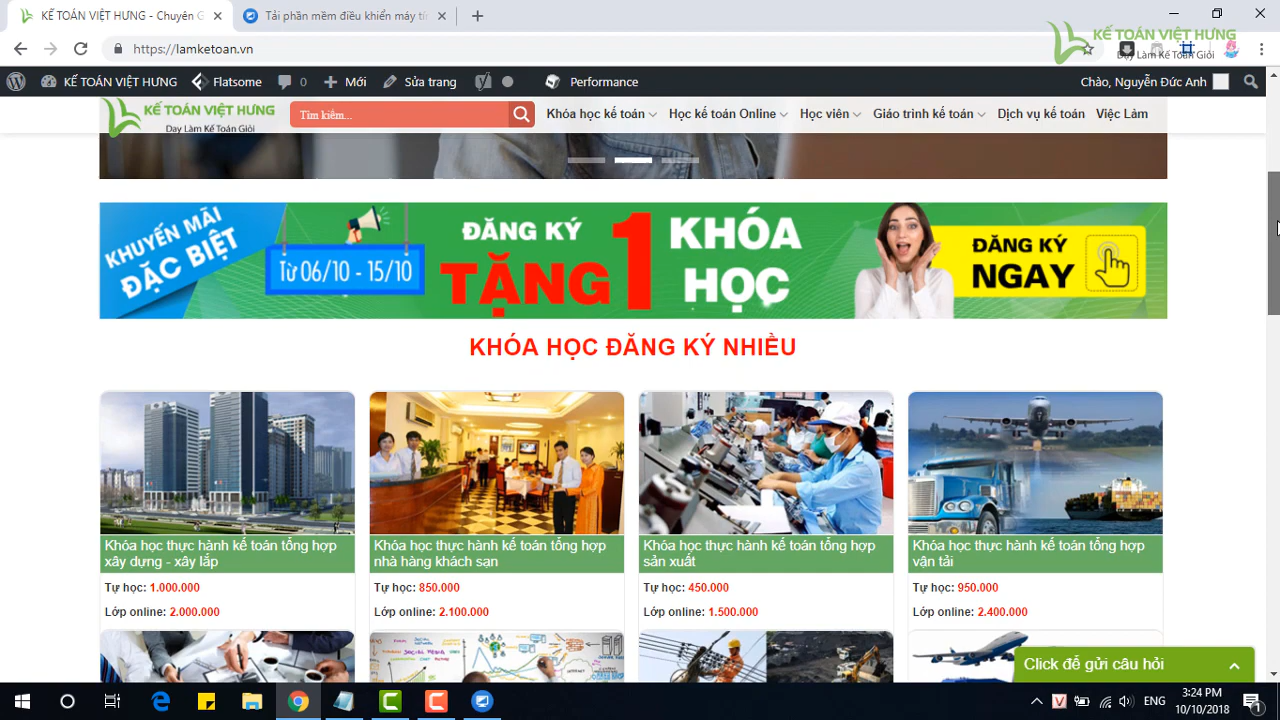 KẾ TOÁN VIỆT HƯNG - Chuyên G
Tải phần mềm điều khiển máy tín
https://lamketoan.vn
KẾ TOÁN VIỆT HƯNG
Dạy Làm Kế Toán Giỏi
KẾ TOÁN VIỆT HƯNG
Flatsome
0
Mới
Sửa trang
Performance
Chào, Nguyễn Đức Anh
KẾ TOÁN VIỆT HƯNG
Dạy Làm Kế Toán Giỏi
Tìm kiếm...
Khóa học kế toán
Học kế toán Online
Học viên
Giáo trình kế toán
Dịch vụ kế toán
Việc Làm
KHUYẾN MÃI
ĐẶC BIỆT
Từ 06/10 - 15/10
ĐĂNG KÝ
TẶNG 1 KHÓA
HỌC
ĐĂNG KÝ
NGAY
KHÓA HỌC ĐĂNG KÝ NHIỀU
Khóa học thực hành kế toán tổng hợp
xây dựng - xây lắp
Tự học: 1.000.000
Lớp online: 2.000.000
Khóa học thực hành kế toán tổng hợp
nhà hàng khách sạn
Tự học: 850.000
Lớp online: 2.100.000
Khóa học thực hành kế toán tổng hợp
sản xuất
Tự học: 450.000
Lớp online: 1.500.000
Khóa học thực hành kế toán tổng hợp
vận tải
Tự học: 950.000
Lớp online: 2.400.000
SOCIAL MEDIA
Click để gửi câu hỏi
ENG
3:24 PM
10/10/2018
1